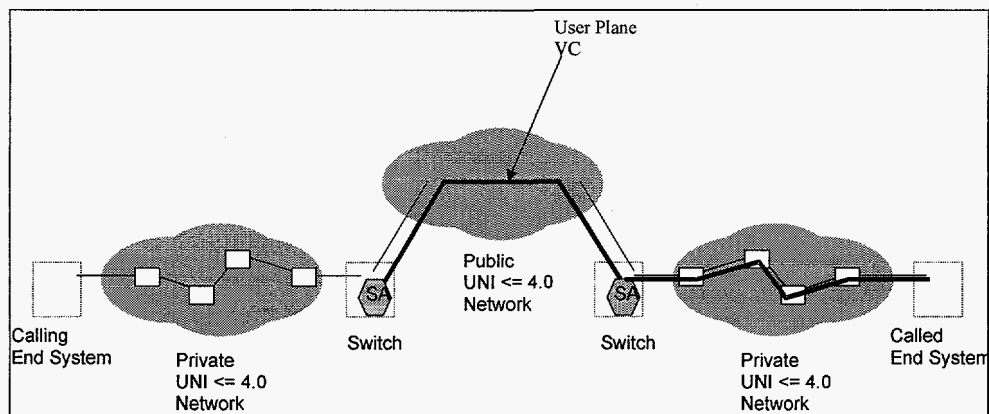 User Plane
VC
SA
SA
Public
UNI <= 4.0
Network
Calling
End System
Switch
Switch
Called
End System
Private
UNI <= 4.0
Network
Private
UNI <= 4.0
Network